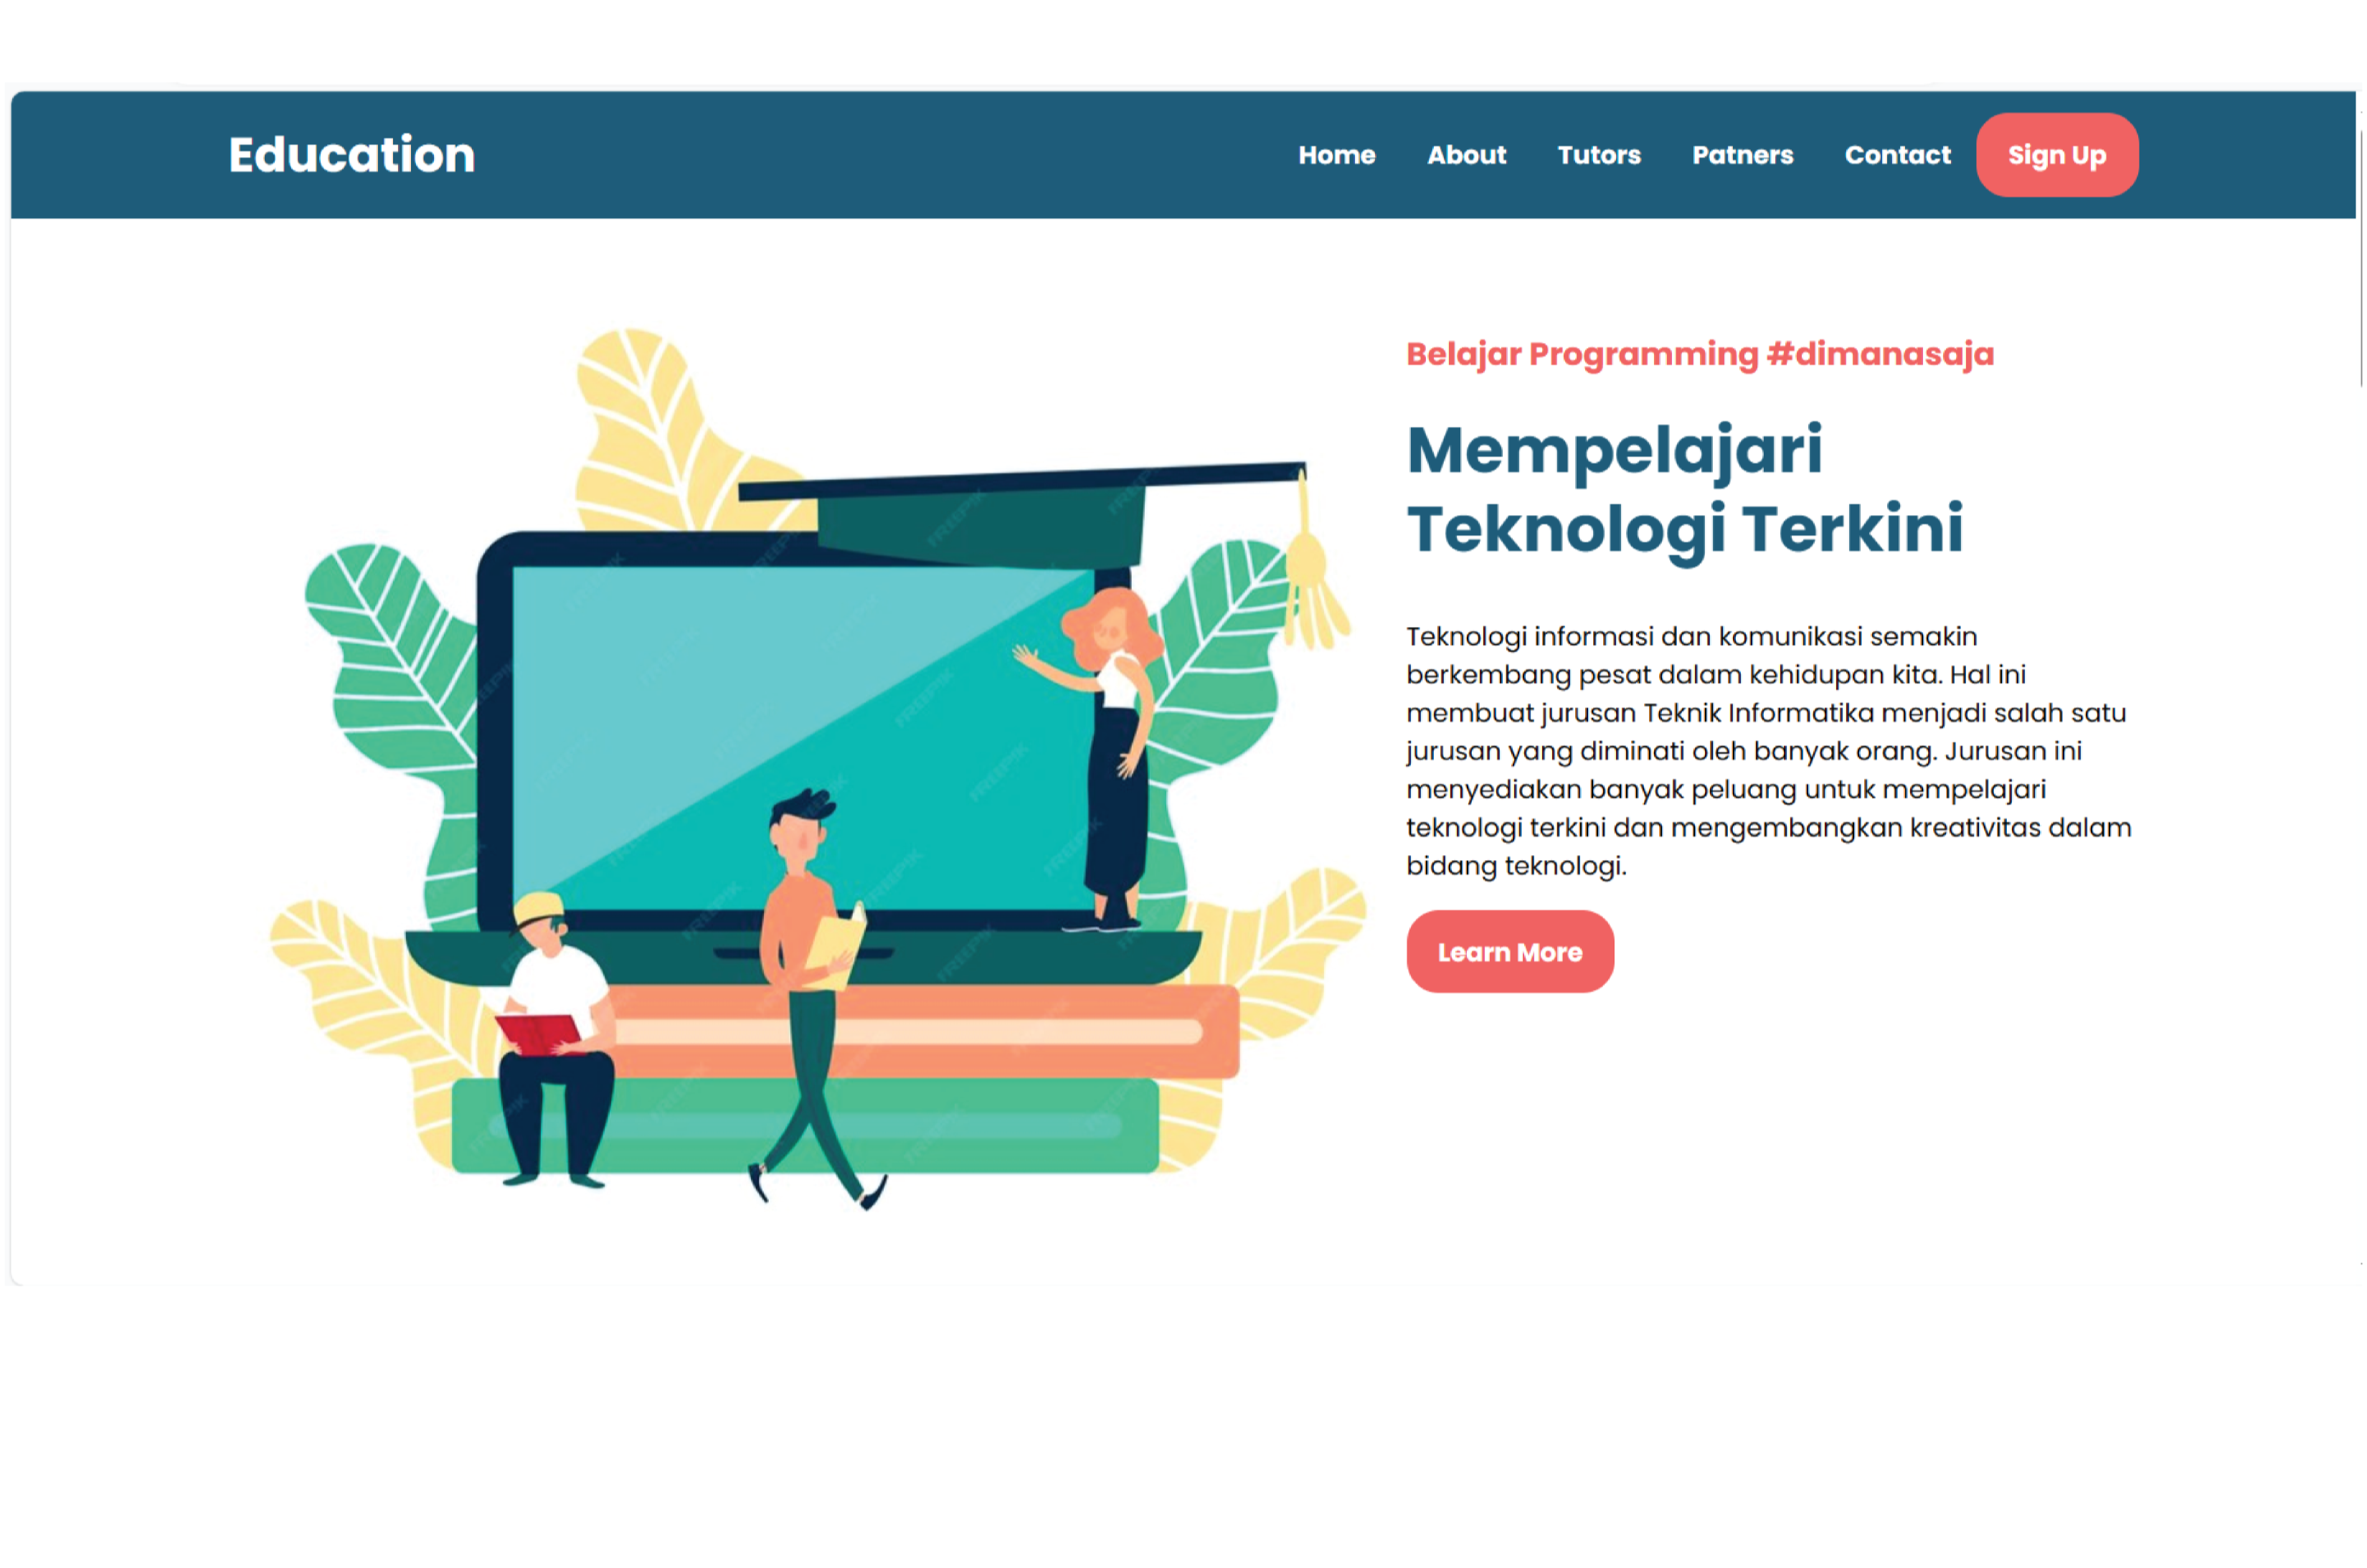 Education
Home About Tutors Patners Contact Sign Up
Belajar Programming #dimanasaja
Mempelajari
Teknologi Terkini
Teknologi informasi dan komunikasi semakin
berkembang pesat dalam kehidupan kita. Hal ini
membuat jurusan Teknik Informatika menjadi salah satu
jurusan yang diminati oleh banyak orang. Jurusan ini
menyediakan banyak peluang untuk mempelajari
teknologi terkini dan mengembangkan kreativitas dalam
bidang teknologi.
Learn More
FREEPIK